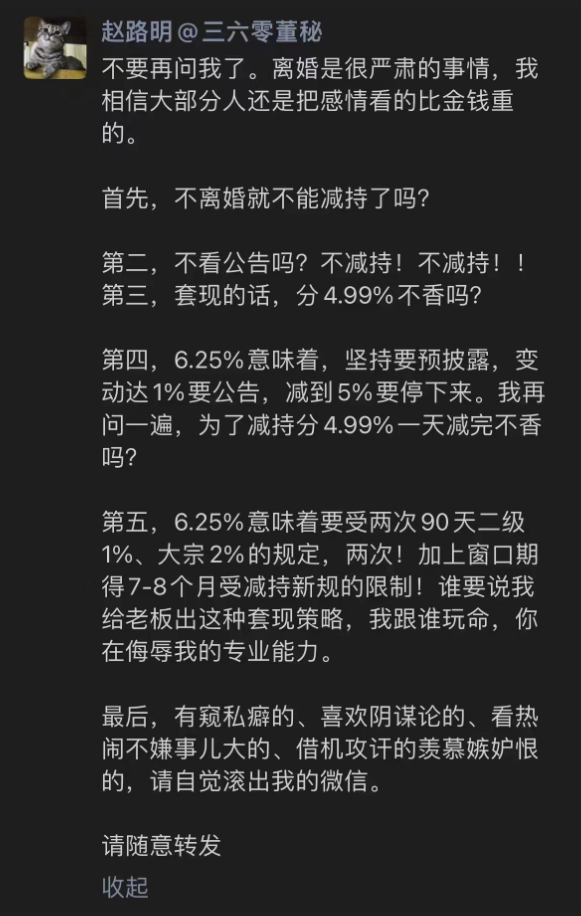 赵路明@三六零董秘
不要再问我了。离婚是很严肃的事情，我
相信大部分人还是把感情看的比金钱重
的。
首先，不离婚就不能减持了吗？
第二，不看公告吗？不减持！不减持！！
第三，套现的话，分4.99%不香吗？
第四，6.25%意味着，坚持要预披露，变
动达1%要公告，减到5%要停下来。我再
问一遍，为了减持分4.99%一天减完不香
吗？
第五，6.25%意味着要受两次90天二级
1%、大宗2%的规定，两次！加上窗口期
得7-8个月受减持新规的限制！谁要说我
给老板出这种套现策略，我跟谁玩命，你
在侮辱我的专业能力。
最后，有窥私癖的、喜欢阴谋论的、看热
闹不嫌事儿大的、借机攻讦的羡慕嫉妒恨
的，请自觉滚出我的微信。
请随意转发
收起